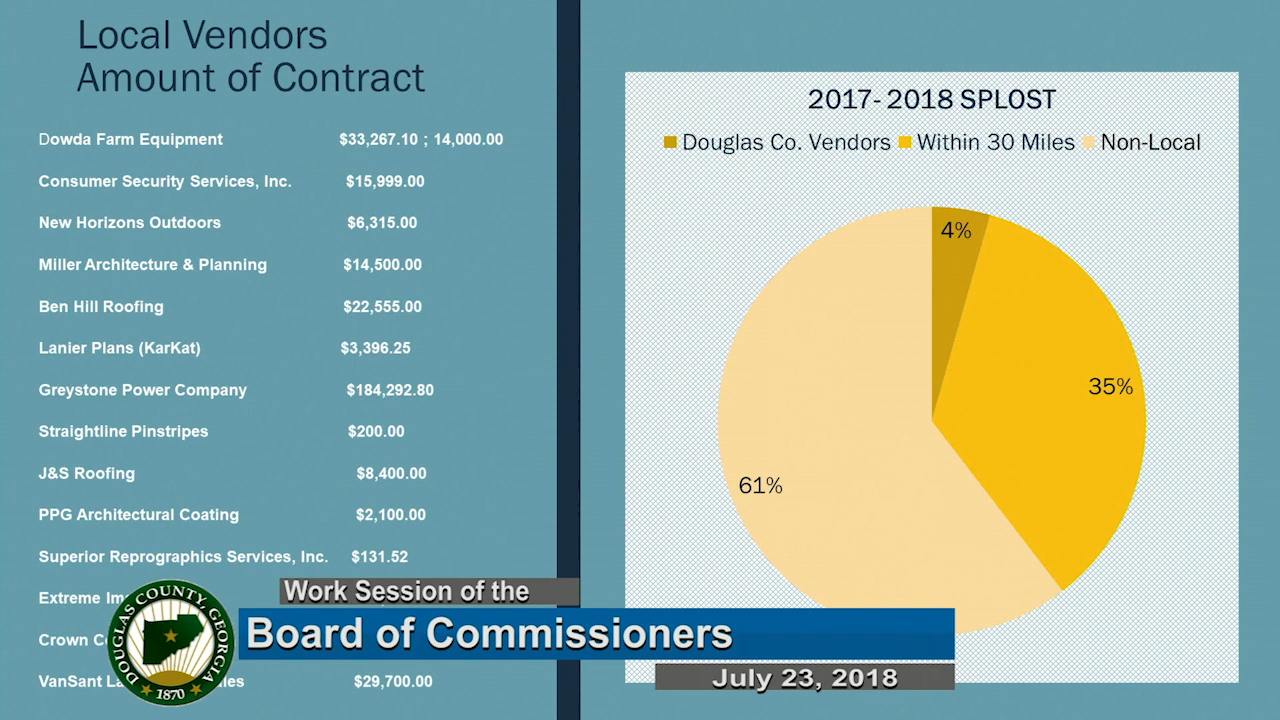 Local Vendors
Amount of Contract
Dowda Farm Equipment $33,267.10 ; 14,000.00
Consumer Security Services, Inc. $15,999.00
New Horizons Outdoors $6,315.00
Miller Architecture & Planning $14,500.00
Ben Hill Roofing $22,555.00
Lanier Plans (KarKat) $3,396.25
Greystone Power Company $184,292.80
Straightline Pinstripes $200.00
J&S Roofing $8,400.00
PPG Architectural Coating $2,100.00
Superior Reprographics Services, Inc. $131.52
Extreme
Crown
VanSant $29,700.00
2017- 2018 SPLOST
Douglas Co. Vendors Within 30 Miles Non-Local
4%
35%
61%
DOUGLAS COUNTY, GEORGIA
1870
Work Session of the
Board of Commissioners
July 23, 2018